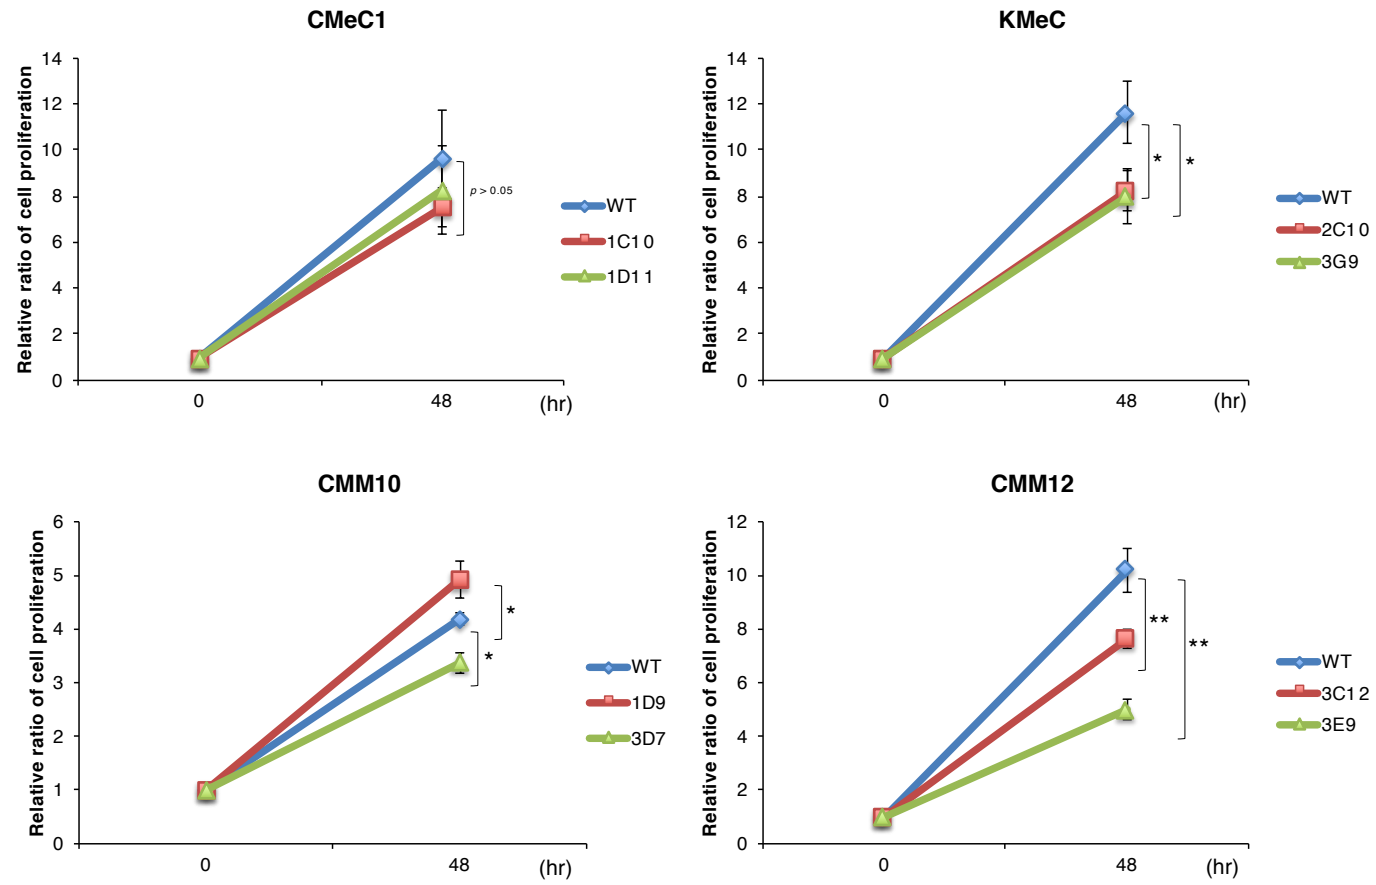 CMeC1
Relative ratio of cell proliferation
14
12
10
8
6
4
2
0
0
48
(hr)
p > 0.05
WT
1C10
1D11
KMeC
Relative ratio of cell proliferation
14
12
10
8
6
4
2
0
0
48
(hr)
*
*
WT
2C10
3G9
CMM10
Relative ratio of cell proliferation
6
5
4
3
2
1
0
0
48
(hr)
*
*
WT
1D9
3D7
CMM12
Relative ratio of cell proliferation
12
10
8
6
4
2
0
0
48
(hr)
**
**
WT
3C12
3E9